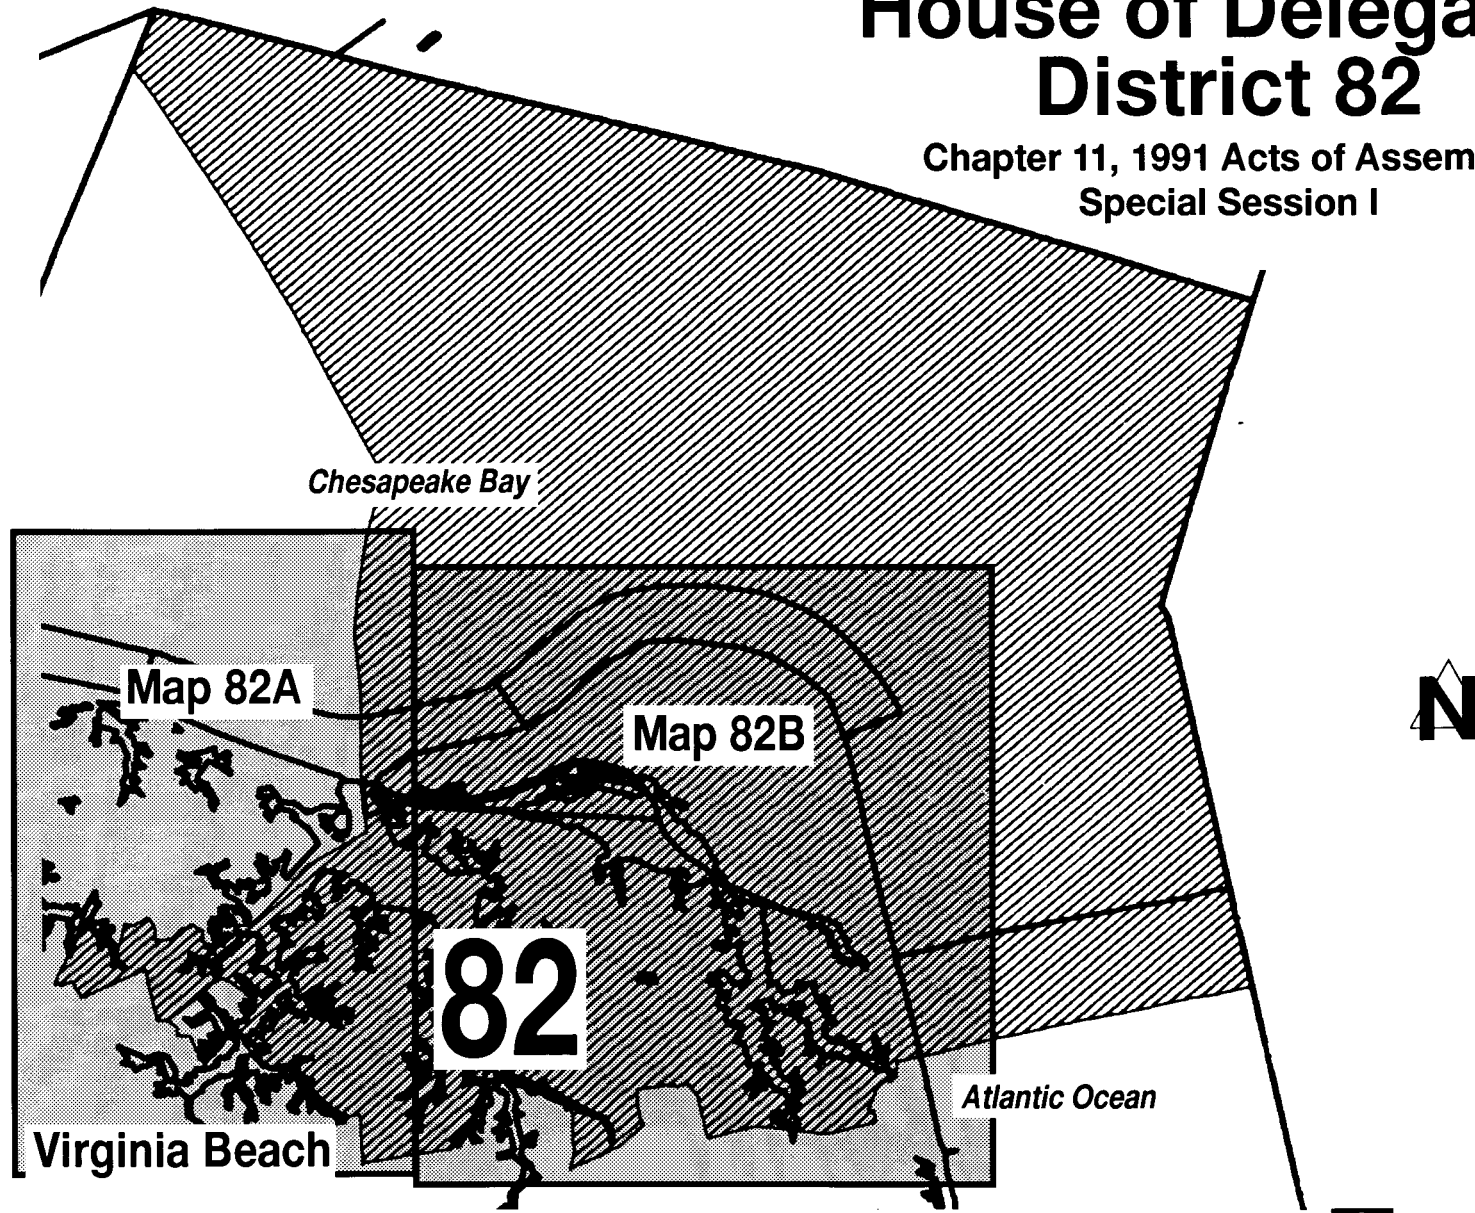 House of Delega
District 82
Chapter 11, 1991 Acts of Assem
Special Session I
Chesapeake Bay
Map 82A
Map 82B
N
82
Atlantic Ocean
Virginia Beach